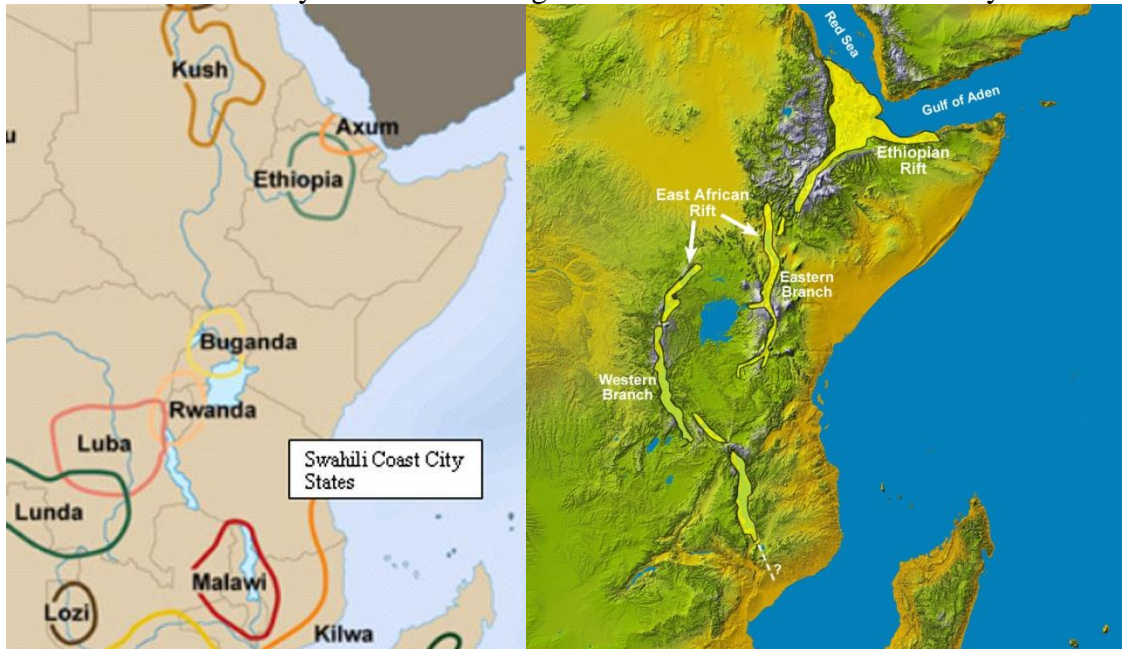 Kush
Axum
Ethiopia
Buganda
Rwanda
Luba
Swahili Coast City
States
Lunda
Malawi
Lozi
Kilwa
Red Sea
Gulf of Aden
Ethiopian
Rift
East African
Rift
Eastern
Branch
Western
Branch
?